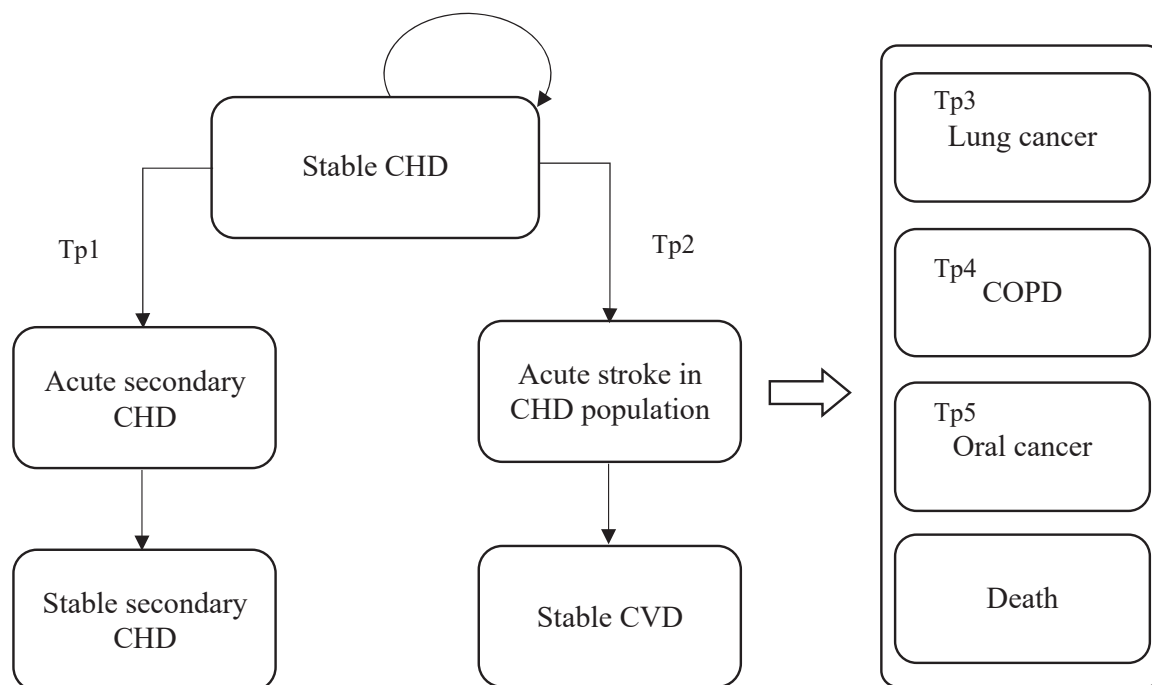 Stable CHD
Tp1
Tp2
Acute secondary
CHD
Acute stroke in
CHD population
Stable secondary
CHD
Stable CVD
Tp3
Lung cancer
Tp4
COPD
Tp5
Oral cancer
Death